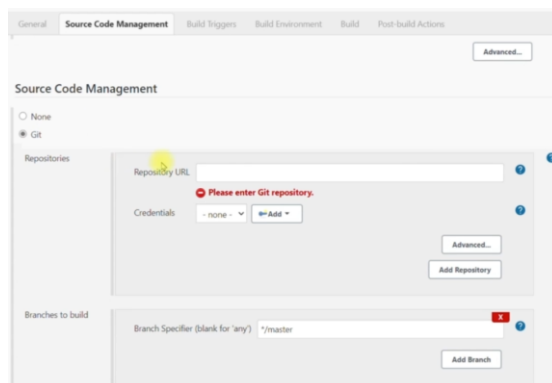 General Source Code Management Build Triggers Build Environment Build Post-build Actions
Advanced...
Source Code Management
None
Git
Repositories
Repository URL
Please enter Git repository.
Credentials - none - Add
Advanced...
Add Repository
Branches to build
X
Branch Specifier (blank for 'any') */master
Add Branch